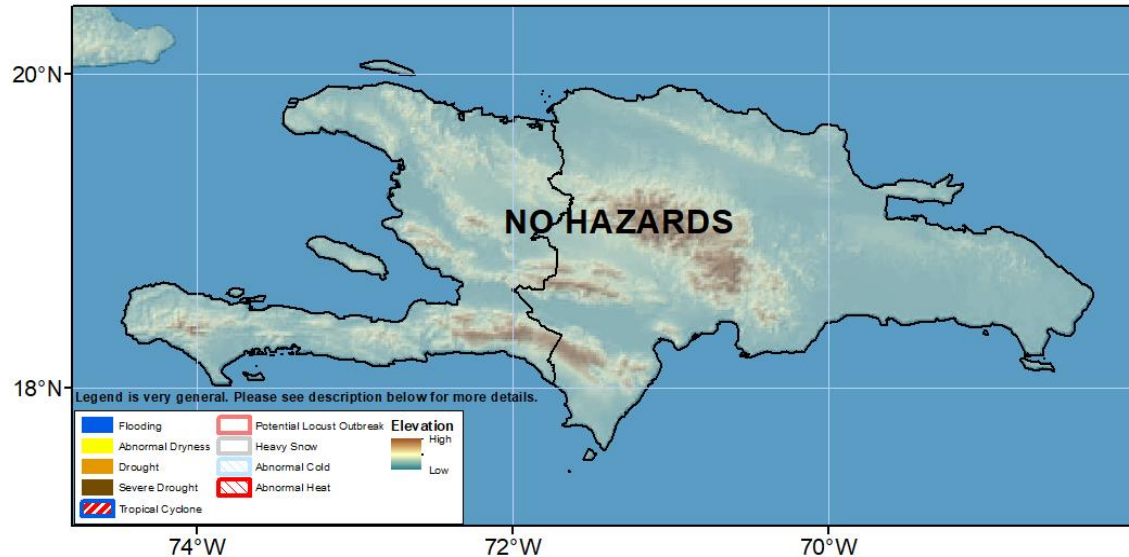 20°N
NO HAZARDS
18°N
Legend is very general. Please see description below for more details.
Flooding
Abnormal Dryness
Drought
Severe Drought
Tropical Cyclone
Potential Locust Outbreak
Heavy Snow
Abnormal Cold
Abnormal Heat
Elevation
High
Low
74°W
72°W
70°W